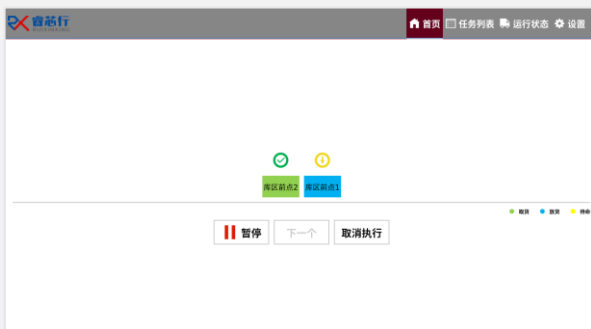 睿芯行
首页 任务列表 运行状态 设置
库区前点2 库区前点1
取货 放货 待命
暂停 下一个 取消执行